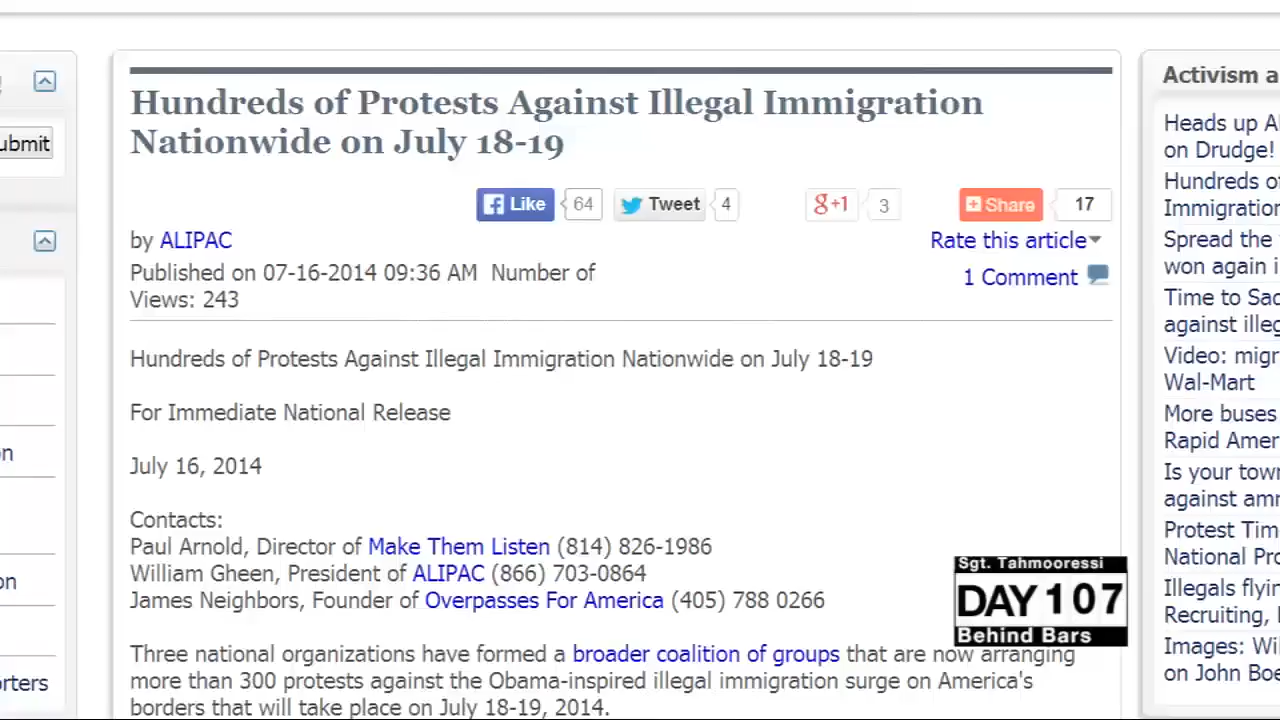 ubmit
on
on
orters
Hundreds of Protests Against Illegal Immigration
Nationwide on July 18-19
Like 64 Tweet 4 g+1 3 Share 17
by ALIPAC
Rate this article
Published on 07-16-2014 09:36 AM Number of
Views: 243
1 Comment
Hundreds of Protests Against Illegal Immigration Nationwide on July 18-19
For Immediate National Release
July 16, 2014
Contacts:
Paul Arnold, Director of Make Them Listen (814) 826-1986
William Gheen, President of ALIPAC (866) 703-0864
James Neighbors, Founder of Overpasses For America (405) 788 0266
Three national organizations have formed a broader coalition of groups that are now arranging
more than 300 protests against the Obama-inspired illegal immigration surge on America's
borders that will take place on July 18-19, 2014.
Sgt. Tahmooressi
DAY 107
Behind Bars
Activism a
Heads up A
on Drudge!
Hundreds of
Immigration
Spread the
won again i
Time to Sac
against illeg
Video: migr
Wal-Mart
More buses
Rapid Amer
Is your town
against amn
Protest Tim
National Pro
Illegals flyin
Recruiting,
Images: Wi
on John Boe